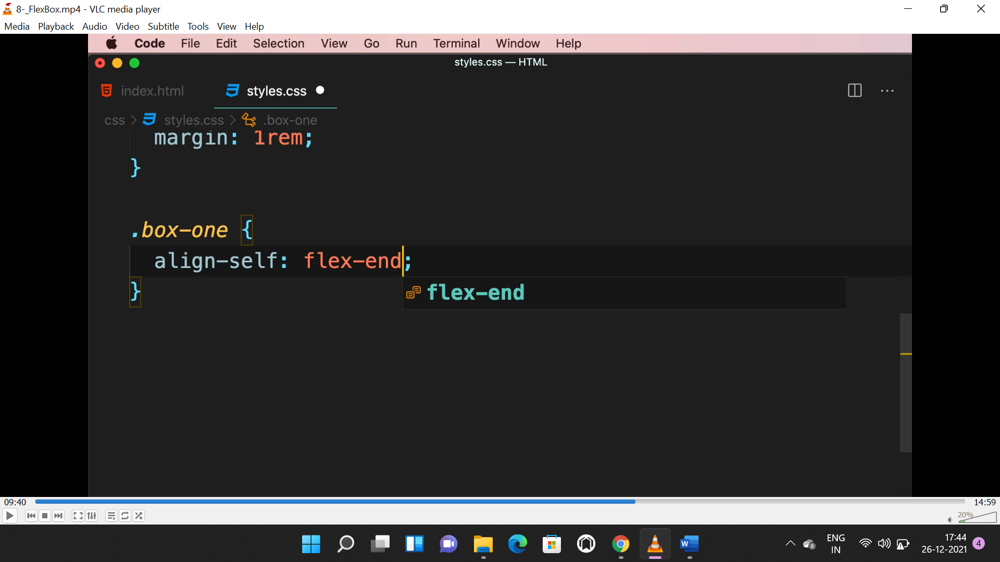 8-_FlexBox.mp4 - VLC media player
Media Playback Audio Video Subtitle Tools View Help
Code File Edit Selection View Go Run Terminal Window Help
styles.css — HTML
index.html styles.css
css > styles.css > .box-one
margin: 1rem;
}
.box-one {
align-self: flex-end;
} flex-end
09:40 14:59
20%
ENG 17:44
IN 26-12-2021 4